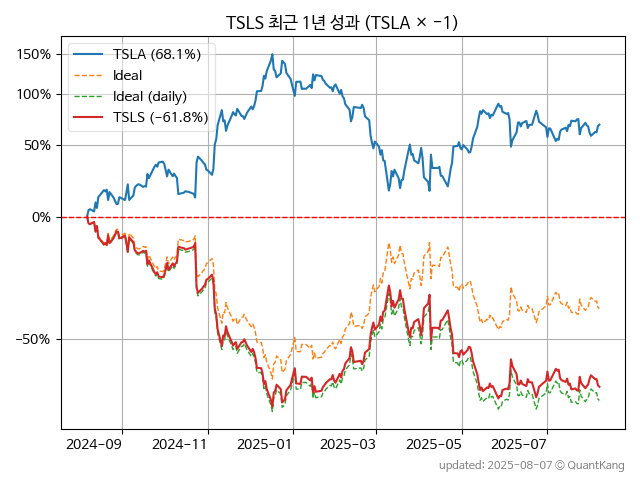 TSLS 최근 1년 성과 (TSLA × −1)
TSLA (68.1%)
Ideal
Ideal (daily)
TSLS (−61.8%)
150%
100%
50%
0%
−50%
2024-09
2024-11
2025-01
2025-03
2025-05
2025-07
updated: 2025-08-07 © QuantKang